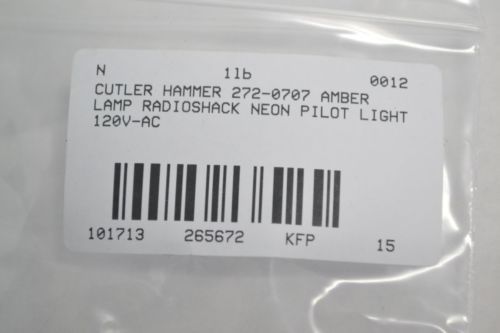 N 1lb 0012
CUTLER HAMMER 272-0707 AMBER
LAMP RADIOSHACK NEON PILOT LIGHT
120V-AC
101713 265672 KFP 15